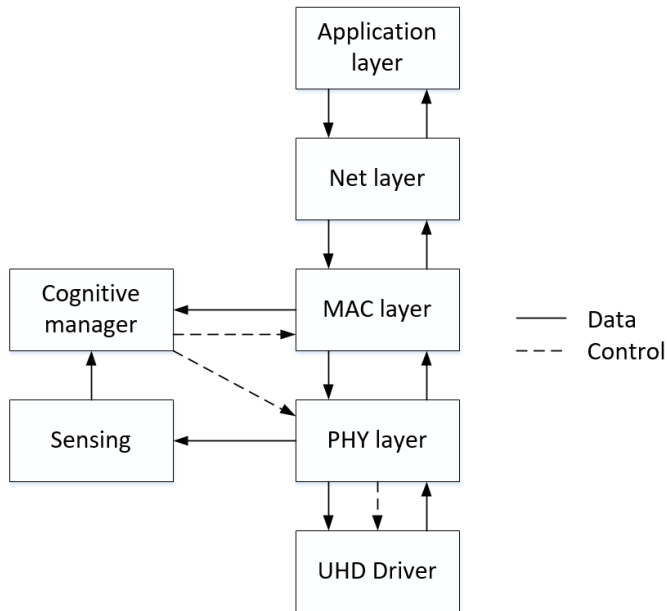 Application
layer
Net layer
Cognitive
manager
MAC layer
Data
Control
Sensing
PHY layer
UHD Driver